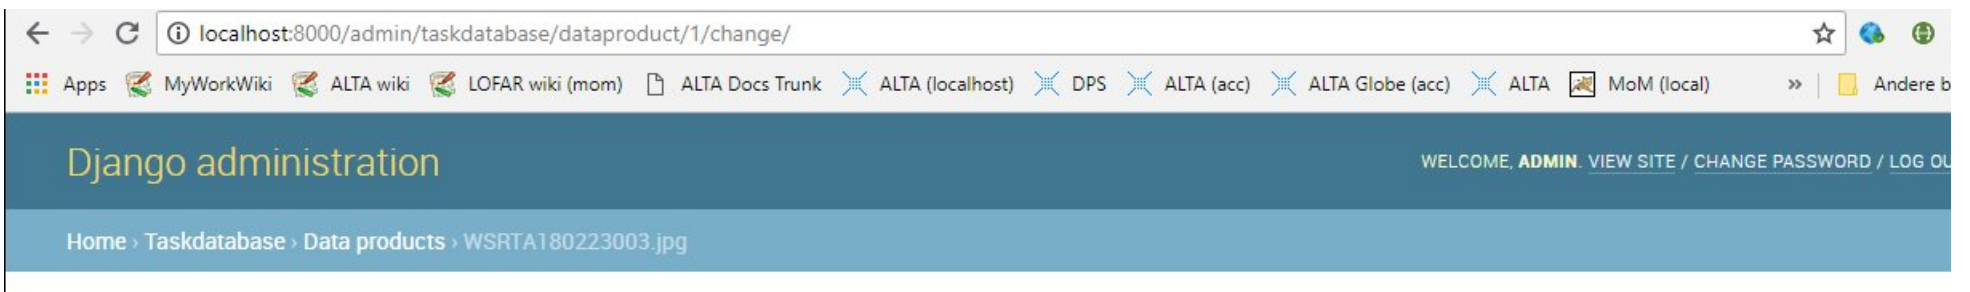 localhost:8000/admin/taskdatabase/dataproduct/1/change/
Apps MyWorkWiki ALTA wiki LOFAR wiki (mom) ALTA Docs Trunk ALTA (localhost) DPS ALTA (acc) ALTA Globe (acc) ALTA MoM (local) » Andere b
Django administration
WELCOME, ADMIN. VIEW SITE / CHANGE PASSWORD / LOG OU
Home › Taskdatabase › Data products › WSRTA180223003.jpg